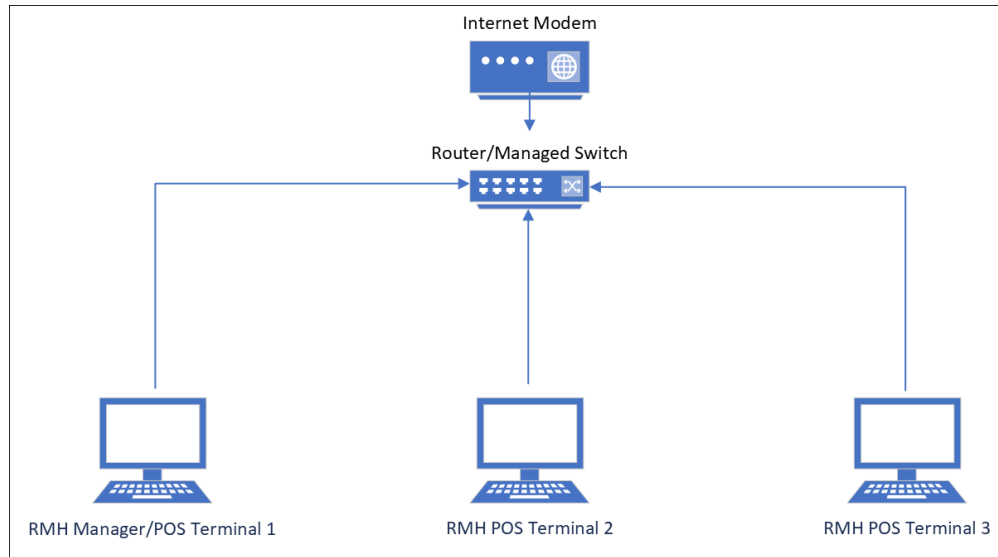 Internet Modem
Router/Managed Switch
RMH Manager/POS Terminal 1
RMH POS Terminal 2
RMH POS Terminal 3